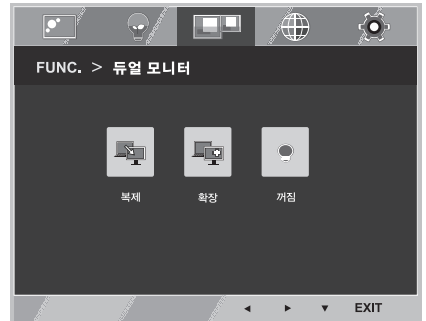 FUNC. > 듀얼 모니터
복제 확장 꺼짐
◄ ► ▼ EXIT